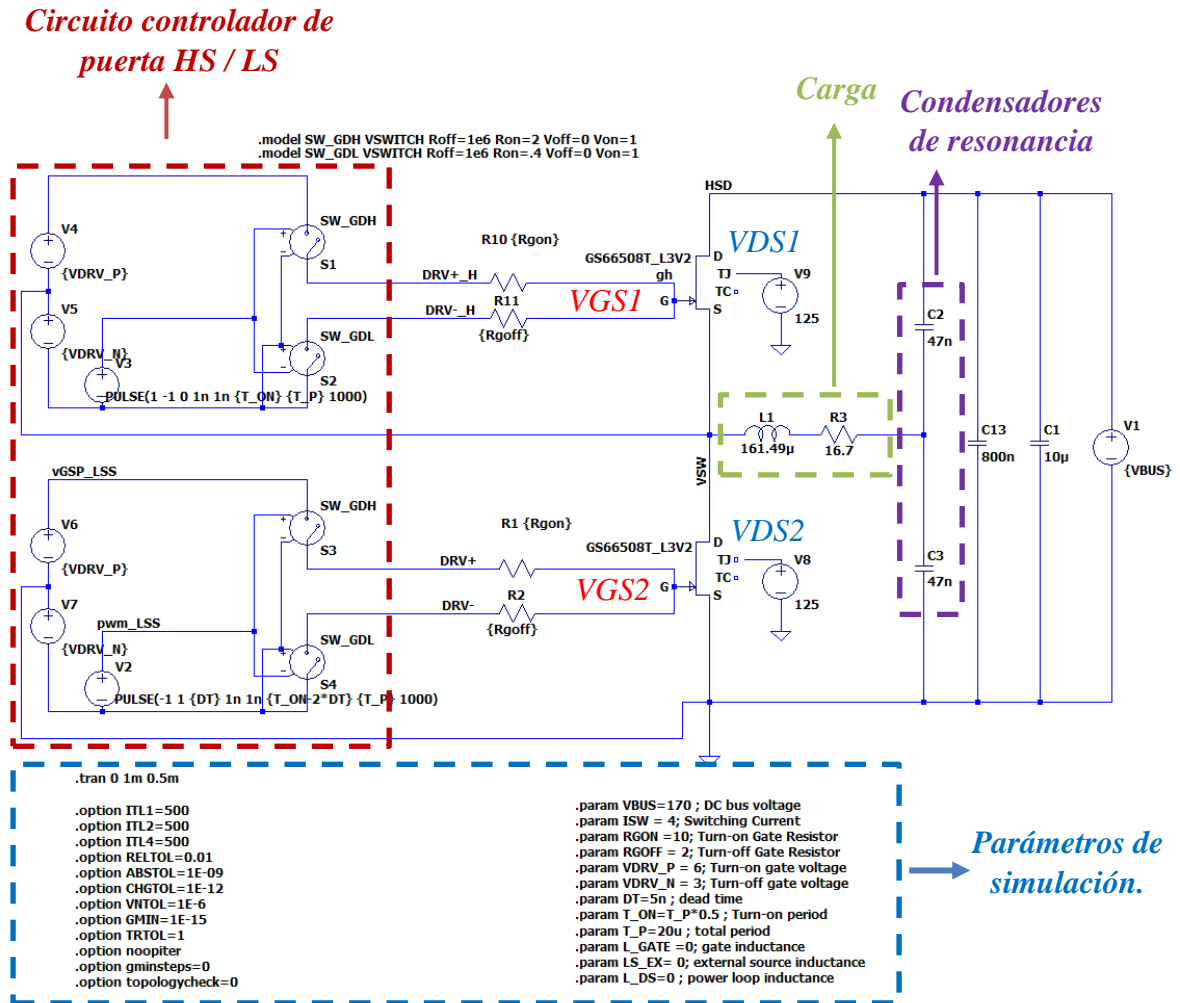 Circuito controlador de
puerta HS / LS
Carga
Condensadores
de resonancia
.model SW_GDH VSWITCH Roff=1e6 Ron=2 Voff=0 Von=1
.model SW_GDL VSWITCH Roff=1e6 Ron=.4 Voff=0 Von=1
HSD
V4
{VDRV_P}
V5
{VDRV_N}
V3
PULSE(1 -1 0 1n 1n {T_ON} {T_P} 1000)
SW_GDH
S1
SW_GDL
S2
DRV+_H
DRV-_H
R10 {Rgon}
R11
{Rgoff}
VGS1
GS66508T_L3V2
gh
G
D
TJ
TC
S
VDS1
V9
125
C2
47n
L1
161.49µ
R3
16.7
C13
800n
C1
10µ
V1
{VBUS}
VSW
vGSP_LSS
V6
{VDRV_P}
V7
{VDRV_N}
pwm_LSS
V2
PULSE(-1 1 {DT} 1n 1n {T_ON-2*DT} {T_P} 1000)
SW_GDH
S3
SW_GDL
S4
DRV+
DRV-
R1 {Rgon}
R2
{Rgoff}
VGS2
GS66508T_L3V2
G
D
TJ
TC
S
VDS2
V8
125
C3
47n
.tran 0 1m 0.5m
.option ITL1=500
.option ITL2=500
.option ITL4=500
.option RELTOL=0.01
.option ABSTOL=1E-09
.option CHGTOL=1E-12
.option VNTOL=1E-6
.option GMIN=1E-15
.option TRTOL=1
.option noopiter
.option gminsteps=0
.option topologycheck=0
.param VBUS=170 ; DC bus voltage
.param ISW = 4; Switching Current
.param RGON =10; Turn-on Gate Resistor
.param RGOFF = 2; Turn-off Gate Resistor
.param VDRV_P = 6; Turn-on gate voltage
.param VDRV_N = 3; Turn-off gate voltage
.param DT=5n ; dead time
.param T_ON=T_P*0.5 ; Turn-on period
.param T_P=20u ; total period
.param L_GATE =0; gate inductance
.param LS_EX= 0; external source inductance
.param L_DS=0 ; power loop inductance
Parámetros de
simulación.